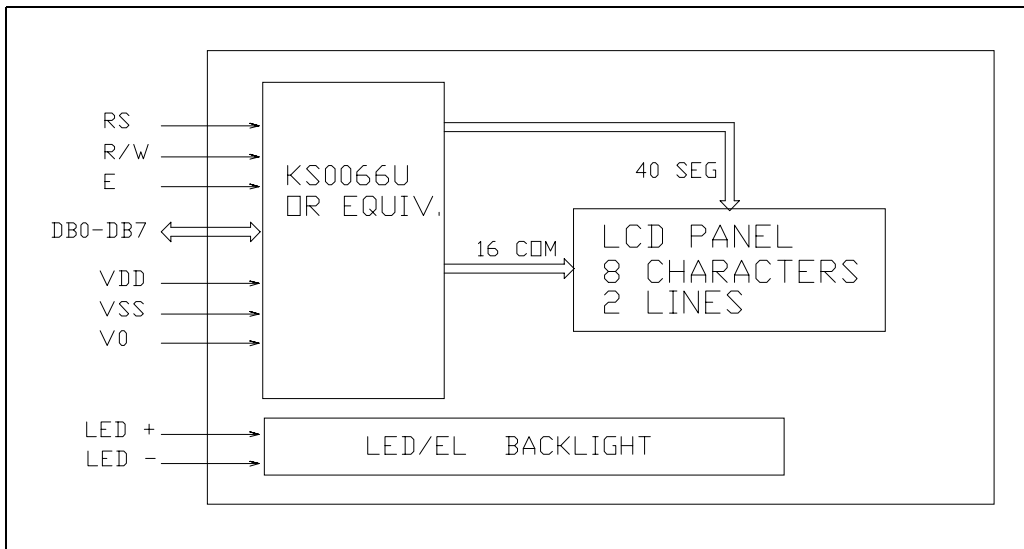 RS
R/W
E
DB0-DB7
VDD
VSS
V0
LED +
LED -
KS0066U
OR EQUIV.
40 SEG
16 COM
LCD PANEL
8 CHARACTERS
2 LINES
LED/EL BACKLIGHT